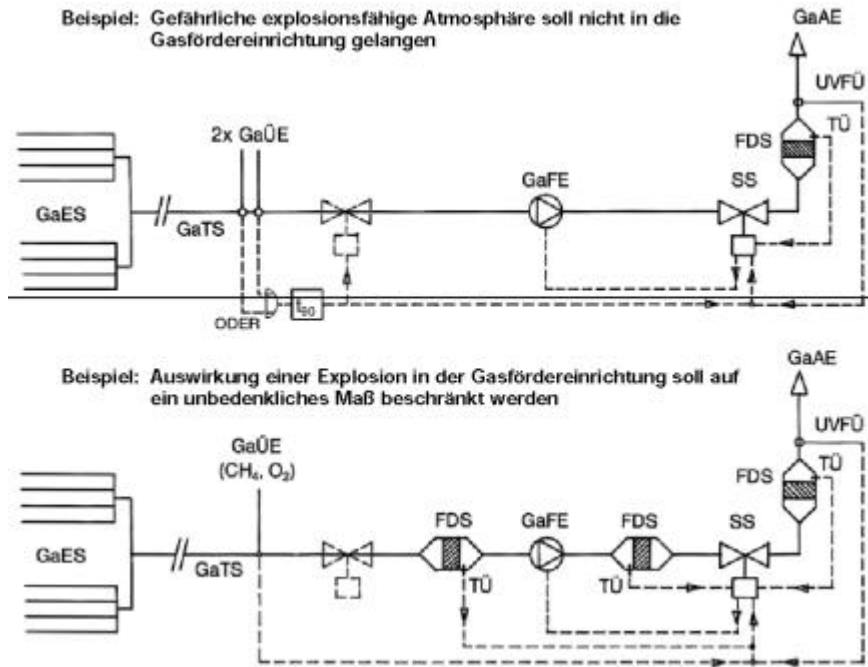 Beispiel: Gefährliche explosionsfähige Atmosphäre soll nicht in die
Gasfördereinrichtung gelangen
GaAE
UVFÜ
TÜ
FDS
2x GaÜE
GaFE
SS
GaES
GaTS
ODER
t90
Beispiel: Auswirkung einer Explosion in der Gasfördereinrichtung soll auf
ein unbedenkliches Maß beschränkt werden
GaAE
UVFÜ
GaÜE
(CH₄, O₂)
FDS
TÜ
FDS
GaFE
FDS
SS
GaES
GaTS
TÜ
TÜ